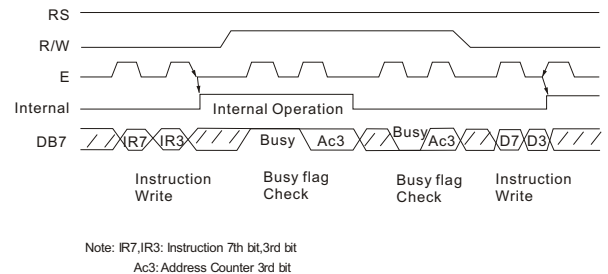 RS
R/W
E
Internal Internal Operation
DB7 IR7 IR3 Busy Ac3 Busy Ac3 D7 D3
Instruction Write
Busy flag Check
Busy flag Check
Instruction Write
Note: IR7,IR3: Instruction 7th bit,3rd bit
Ac3: Address Counter 3rd bit